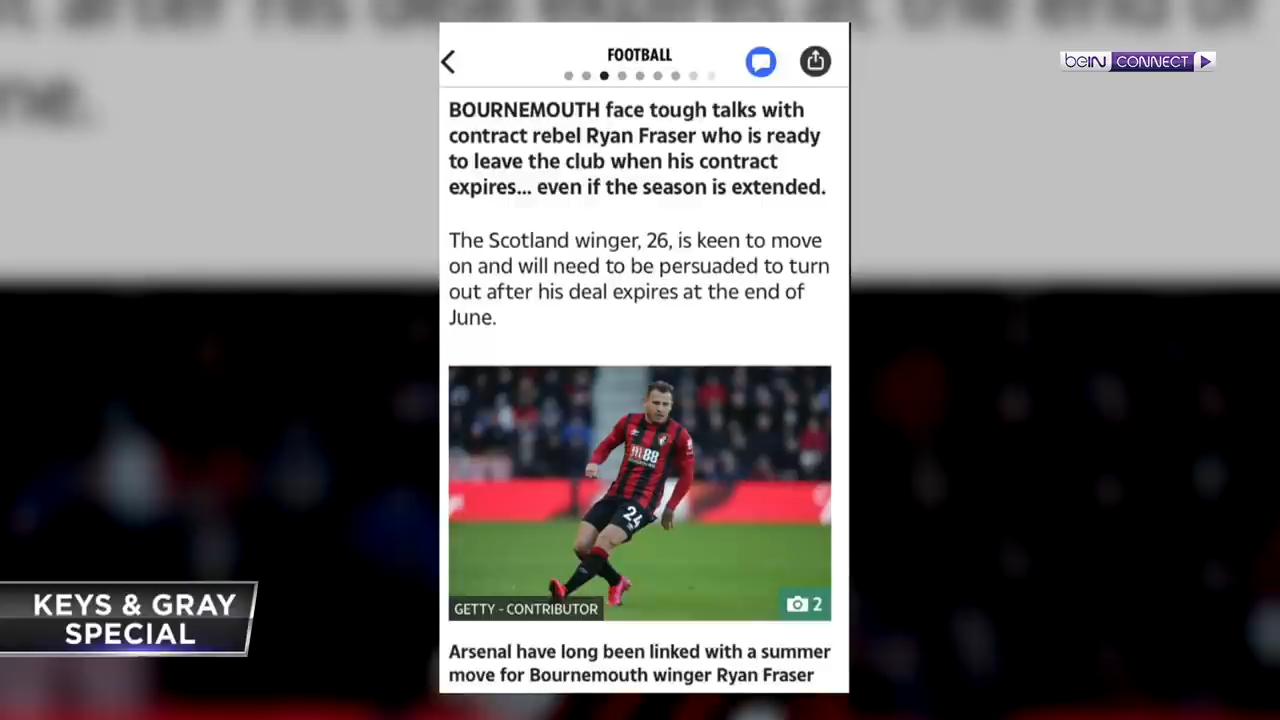 FOOTBALL
beIN CONNECT
BOURNEMOUTH face tough talks with
contract rebel Ryan Fraser who is ready
to leave the club when his contract
expires... even if the season is extended.
The Scotland winger, 26, is keen to move
on and will need to be persuaded to turn
out after his deal expires at the end of
June.
M88
24
GETTY - CONTRIBUTOR
2
Arsenal have long been linked with a summer
move for Bournemouth winger Ryan Fraser
KEYS & GRAY
SPECIAL